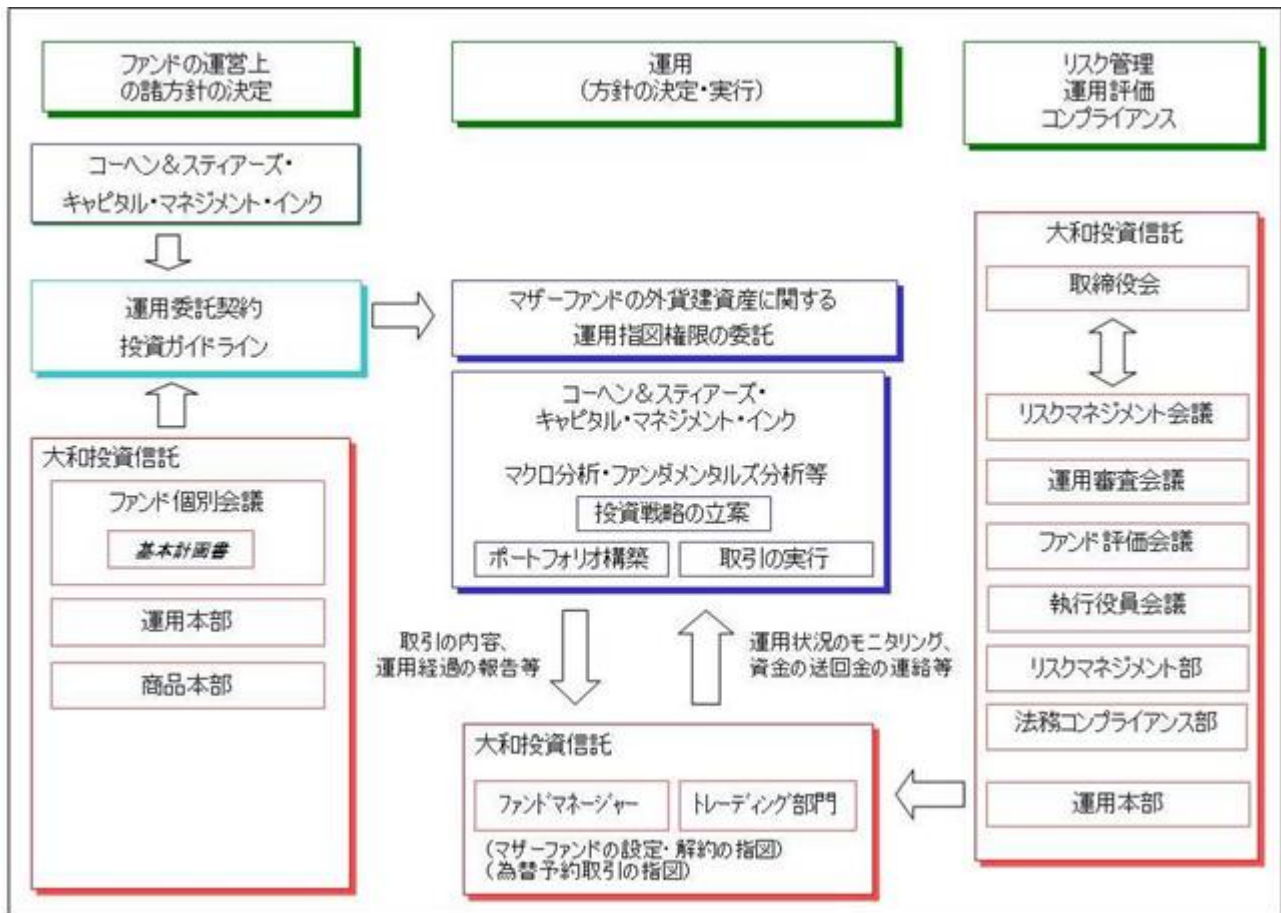 ファンドの運営上
の諸方針の決定
運用
(方針の決定・実行)
リスク管理
運用評価
コンプライアンス
コーヘン&スティアーズ・
キャピタル・マネジメント・インク
運用委託契約
投資ガイドライン
大和投資信託
ファンド個別会議
基本計画書
運用本部
商品本部
マザーファンドの外貨建資産に関する
運用指図権限の委託
コーヘン&スティアーズ・
キャピタル・マネジメント・インク
マクロ分析・ファンダメンタルズ分析等
投資戦略の立案
ポートフォリオ構築
取引の実行
取引の内容、
運用経過の報告等
運用状況のモニタリング、
資金の送回金の連絡等
大和投資信託
ファンドマネージャー
トレーディング部門
(マザーファンドの設定・解約の指図)
(為替予約取引の指図)
大和投資信託
取締役会
リスクマネジメント会議
運用審査会議
ファンド評価会議
執行役員会議
リスクマネジメント部
法務コンプライアンス部
運用本部